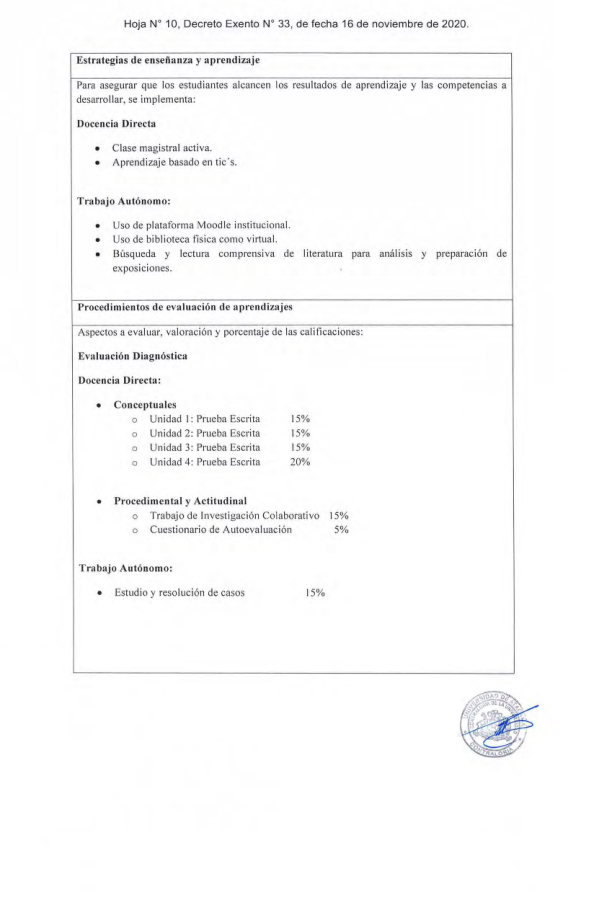 Hoja N° 10, Decreto Exento N° 33, de fecha 16 de noviembre de 2020.
Estrategias de enseñanza y aprendizaje
Para asegurar que los estudiantes alcancen los resultados de aprendizaje y las competencias a
desarrollar, se implementa:
Docencia Directa
• Clase magistral activa.
• Aprendizaje basado en tic´s.
Trabajo Autónomo:
• Uso de plataforma Moodle institucional.
• Uso de biblioteca física como virtual.
• Búsqueda y lectura comprensiva de literatura para análisis y preparación de
exposiciones.
Procedimientos de evaluación de aprendizajes
Aspectos a evaluar, valoración y porcentaje de las calificaciones:
Evaluación Diagnóstica
Docencia Directa:
• Conceptuales
o Unidad 1: Prueba Escrita 15%
o Unidad 2: Prueba Escrita 15%
o Unidad 3: Prueba Escrita 15%
o Unidad 4: Prueba Escrita 20%
• Procedimental y Actitudinal
o Trabajo de Investigación Colaborativo 15%
o Cuestionario de Autoevaluación 5%
Trabajo Autónomo:
• Estudio y resolución de casos 15%
UNIVERSIDAD DE
CONTRALORIA